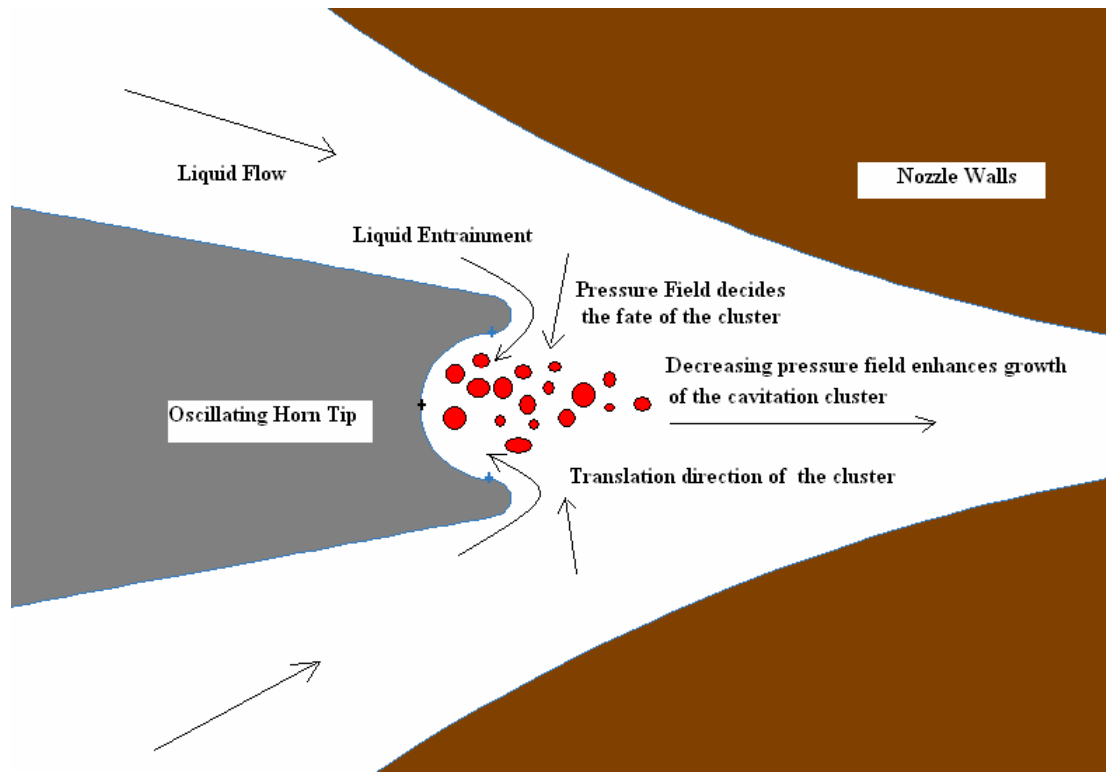 Liquid Flow
Nozzle Walls
Liquid Entrainment
Pressure Field decides
the fate of the cluster
Decreasing pressure field enhances growth
of the cavitation cluster
Oscillating Horn Tip
Translation direction of the cluster